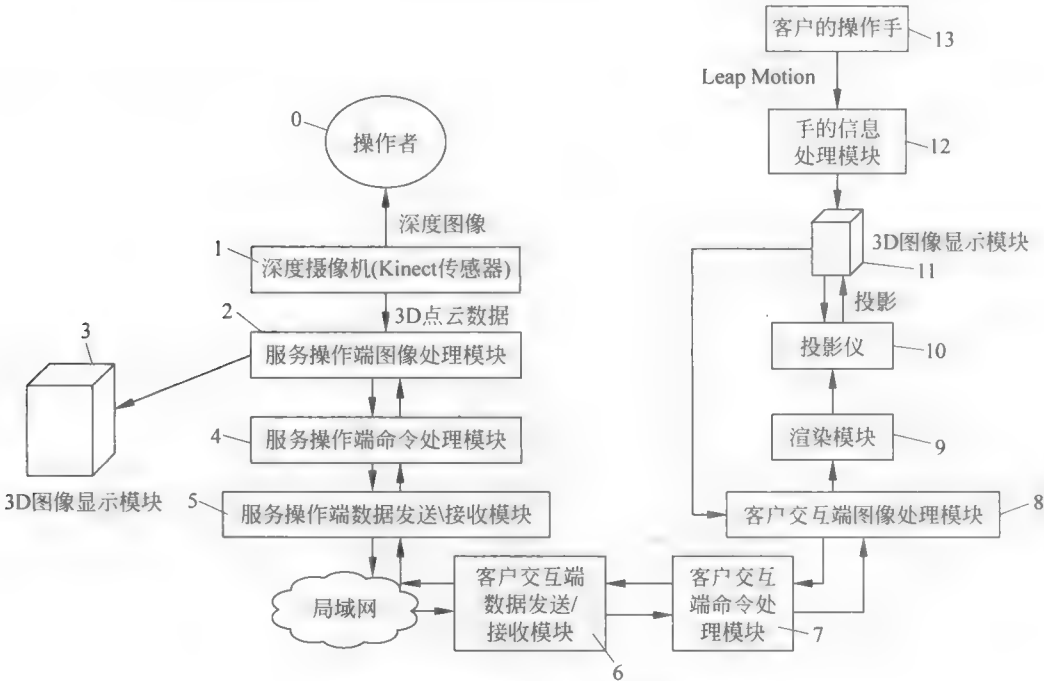 0
操作者
深度图像
1
深度摄像机(Kinect传感器)
3D点云数据
2
服务操作端图像处理模块
3
3D图像显示模块
4
服务操作端命令处理模块
5
服务操作端数据发送\接收模块
局域网
客户交互端
数据发送/
接收模块
6
客户交互
端命令处
理模块
7
客户交互端图像处理模块
8
渲染模块
9
投影仪
10
投影
3D图像显示模块
11
手的信息
处理模块
12
Leap Motion
客户的操作手
13